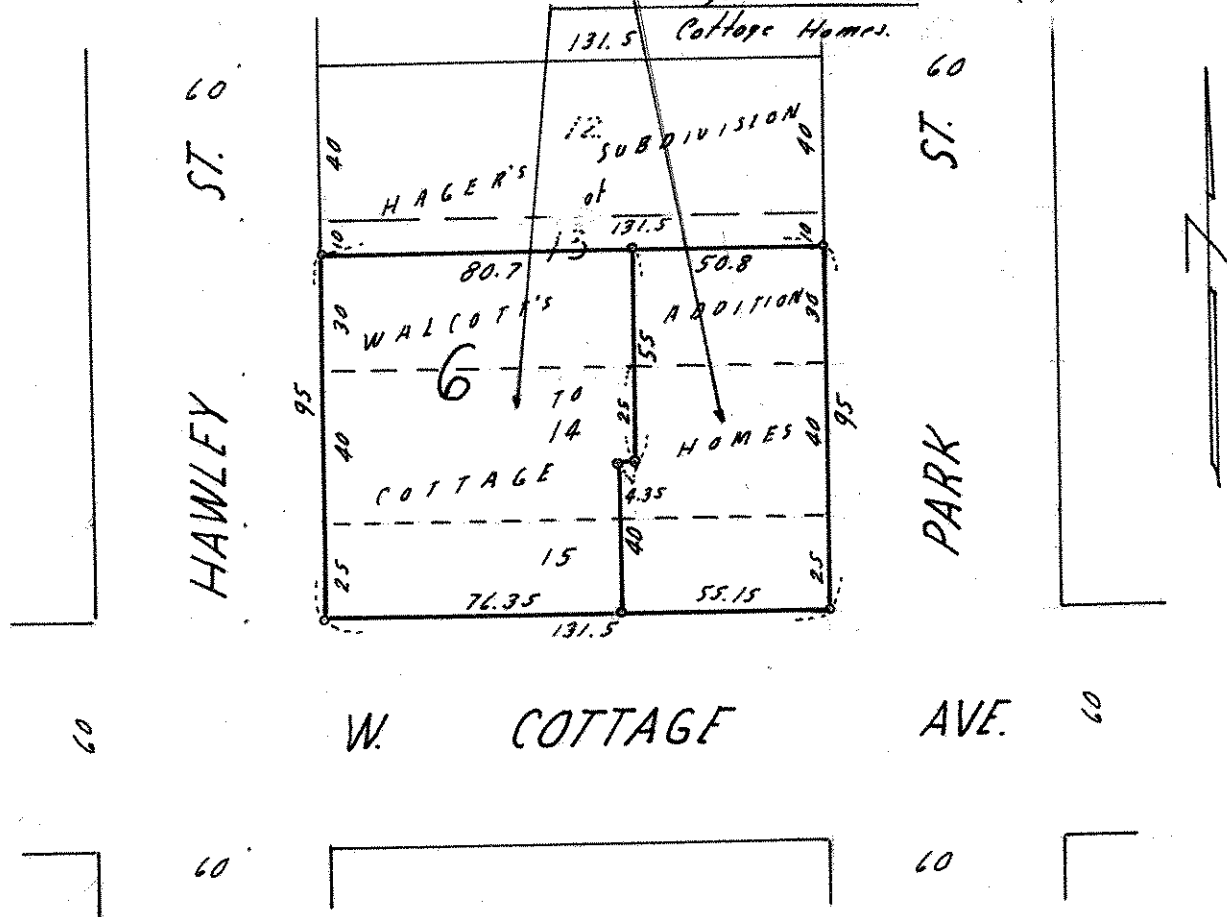 Cottage Homes.
131.5
60
60
ST.
ST.
40
12
SUBDIVISION
40
HAGER'S
of
10
13
131.5
10
80.7
50.8
30
WALCOTT'S
ADDITION
30
55
6
95
TO
25
95
HAWLEY
40
14
HOMES
40
PARK
COTTAGE
4.35
15
40
25
25
76.35
55.15
131.5
60
W. COTTAGE AVE.
60
60
60